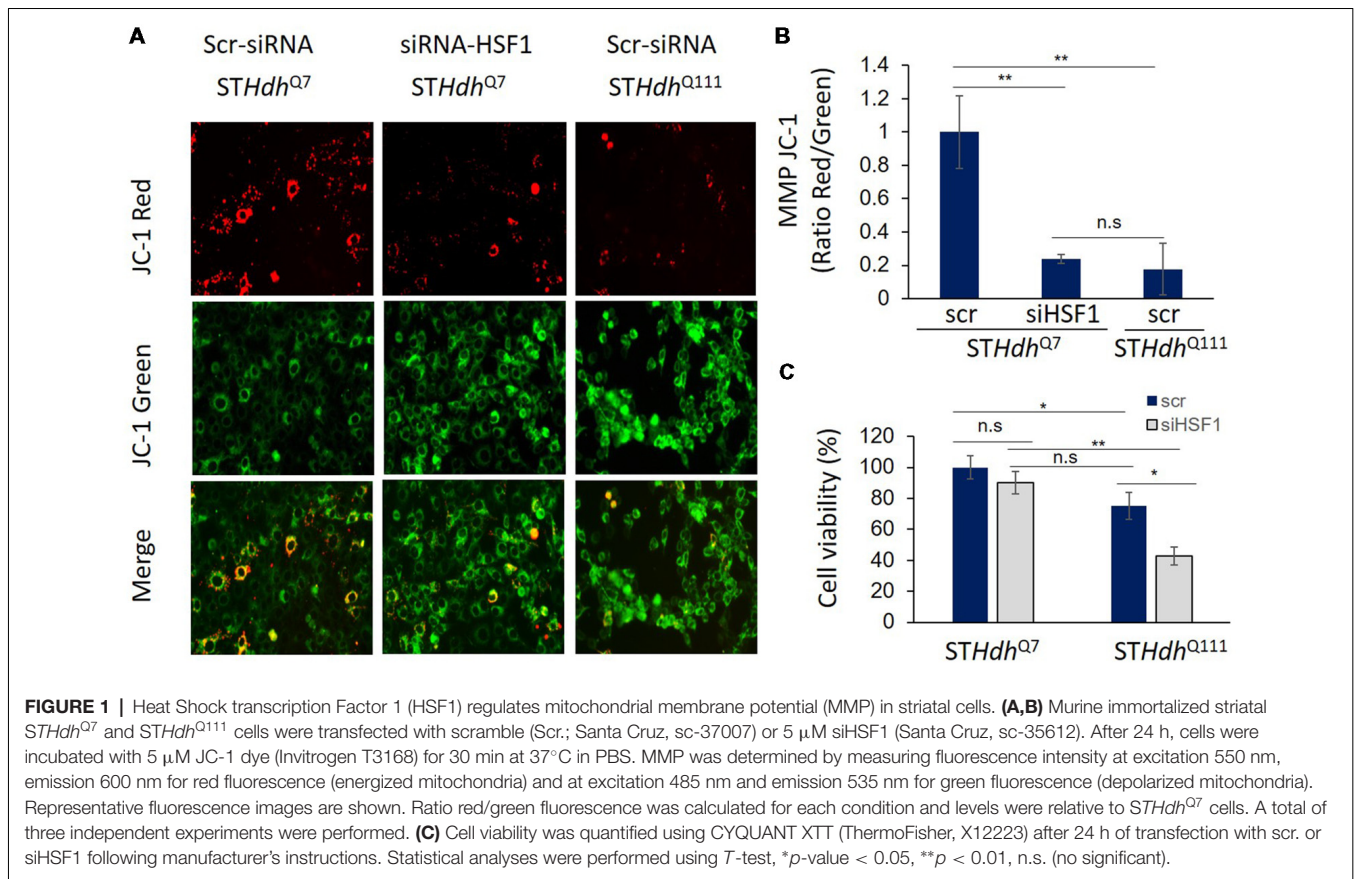 A
Scr-siRNA siRNA-HSF1 Scr-siRNA
STHdhQ7 STHdhQ7 STHdhQ111
JC-1 Red
JC-1 Green
Merge
B
MMP JC-1
(Ratio Red/Green)
1.4
1.2
1
0.8
0.6
0.4
0.2
0
**
**
n.s
scr siHSF1 scr
STHdhQ7 STHdhQ111
C
Cell viability (%)
120
100
80
60
40
20
0
scr
siHSF1
*
n.s
**
n.s
*
STHdhQ7 STHdhQ111
FIGURE 1 | Heat Shock transcription Factor 1 (HSF1) regulates mitochondrial membrane potential (MMP) in striatal cells. (A,B) Murine immortalized striatal
STHdhQ7 and STHdhQ111 cells were transfected with scramble (Scr.; Santa Cruz, sc-37007) or 5 μM siHSF1 (Santa Cruz, sc-35612). After 24 h, cells were
incubated with 5 μM JC-1 dye (Invitrogen T3168) for 30 min at 37°C in PBS. MMP was determined by measuring fluorescence intensity at excitation 550 nm,
emission 600 nm for red fluorescence (energized mitochondria) and at excitation 485 nm and emission 535 nm for green fluorescence (depolarized mitochondria).
Representative fluorescence images are shown. Ratio red/green fluorescence was calculated for each condition and levels were relative to STHdhQ7 cells. A total of
three independent experiments were performed. (C) Cell viability was quantified using CYQUANT XTT (ThermoFisher, X12223) after 24 h of transfection with scr. or
siHSF1 following manufacturer's instructions. Statistical analyses were performed using T-test, *p-value < 0.05, **p < 0.01, n.s. (no significant).